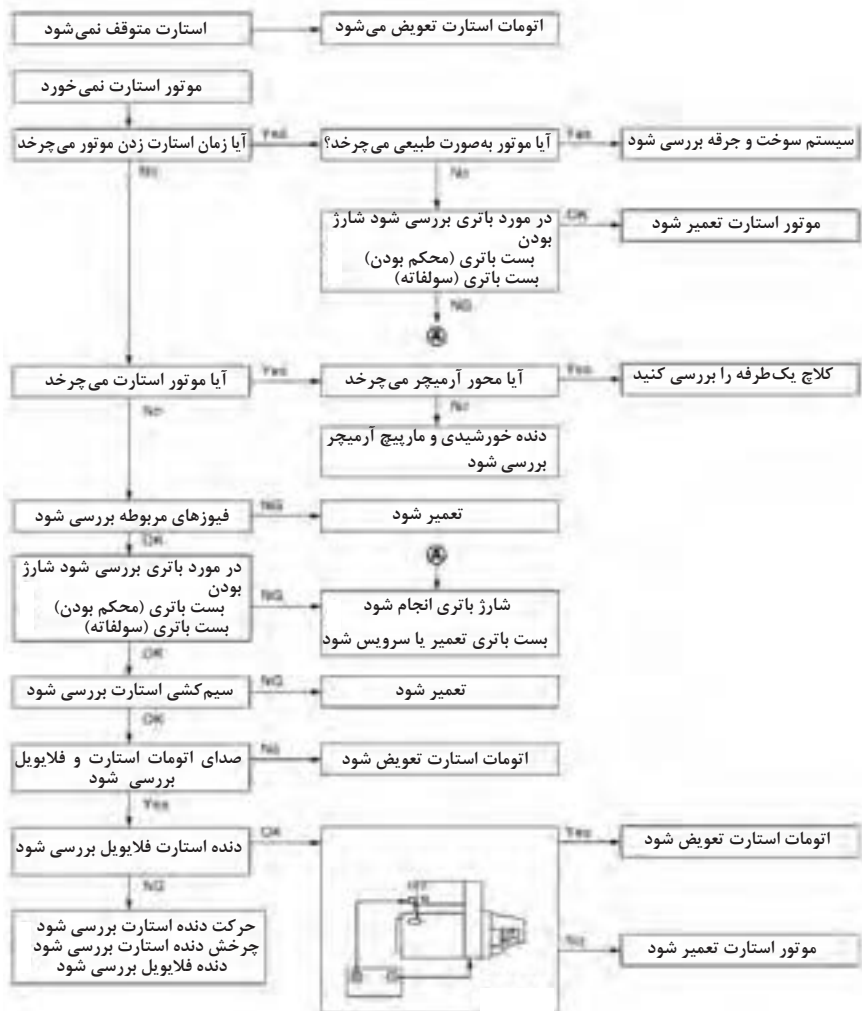 استارت متوقف نمی‌شود
اتومات استارت تعویض می‌شود
موتور استارت نمی‌خورد
آیا زمان استارت زدن موتور می‌چرخد
Yes
آیا موتور به‌صورت طبیعی می‌چرخد؟
Yes
سیستم سوخت و جرقه بررسی شود
No
No
در مورد باتری بررسی شود شارژ
بودن
بست باتری (محکم بودن)
بست باتری (سولفاته)
OK
موتور استارت تعمیر شود
NG
A
آیا موتور استارت می‌چرخد
Yes
آیا محور آرمیچر می‌چرخد
Yes
کلاچ یک‌طرفه را بررسی کنید
No
No
دنده خورشیدی و مارپیچ آرمیچر
بررسی شود
فیوزهای مربوطه بررسی شود
NG
تعمیر شود
OK
A
در مورد باتری بررسی شود شارژ
بودن
بست باتری (محکم بودن)
بست باتری (سولفاته)
NG
شارژ باتری انجام شود
بست باتری تعمیر یا سرویس شود
OK
سیم‌کشی استارت بررسی شود
NG
تعمیر شود
OK
صدای اتومات استارت و فلایویل
بررسی شود
No
اتومات استارت تعویض شود
Yes
دنده استارت فلایویل بررسی شود
OK
Yes
اتومات استارت تعویض شود
NG
حرکت دنده استارت بررسی شود
چرخش دنده استارت بررسی شود
دنده فلایویل بررسی شود
No
موتور استارت تعمیر شود